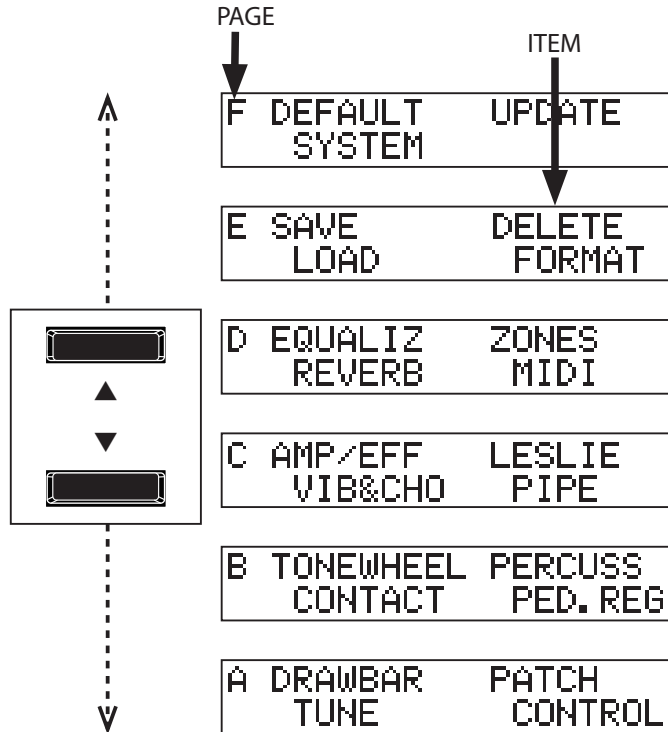 PAGE
ITEM
F DEFAULT UPDATE
SYSTEM
E SAVE DELETE
LOAD FORMAT
D EQUALIZ ZONES
REVERB MIDI
C AMP/EFF LESLIE
VIB&CHO PIPE
B TONEWHEEL PERCUSS
CONTACT PED.REG
A DRAWBAR PATCH
TUNE CONTROL